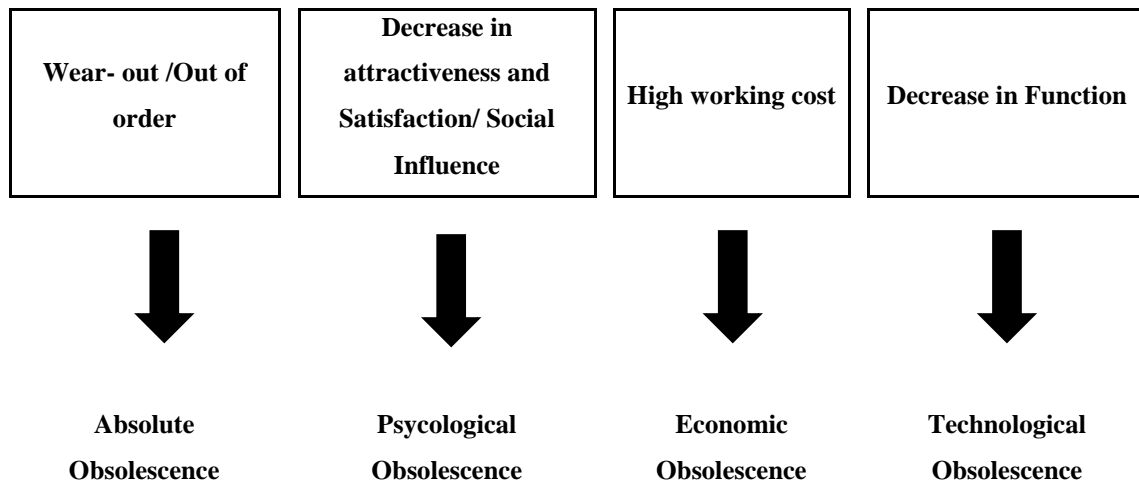 Wear- out /Out of
order
Decrease in
attractiveness and
Satisfaction/ Social
Influence
High working cost
Decrease in Function
Absolute
Obsolescence
Psycological
Obsolescence
Economic
Obsolescence
Technological
Obsolescence